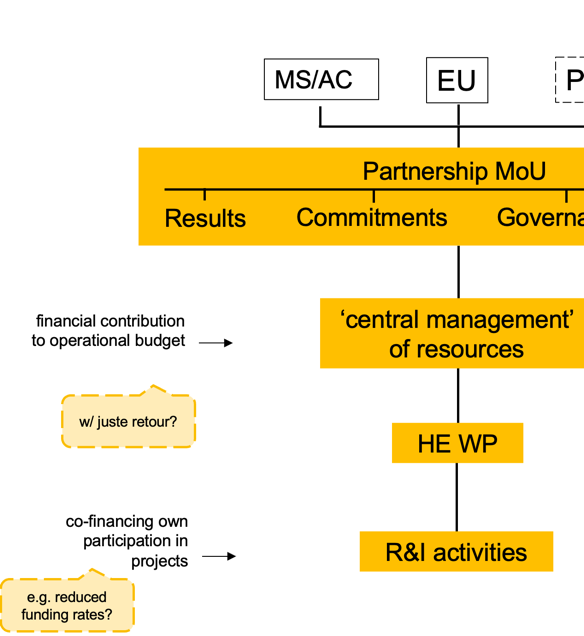 MS/AC
EU
P
Partnership MoU
Results
Commitments
Governa
financial contribution
to operational budget
‘central management’
of resources
w/ juste retour?
HE WP
co-financing own
participation in
projects
R&I activities
e.g. reduced
funding rates?